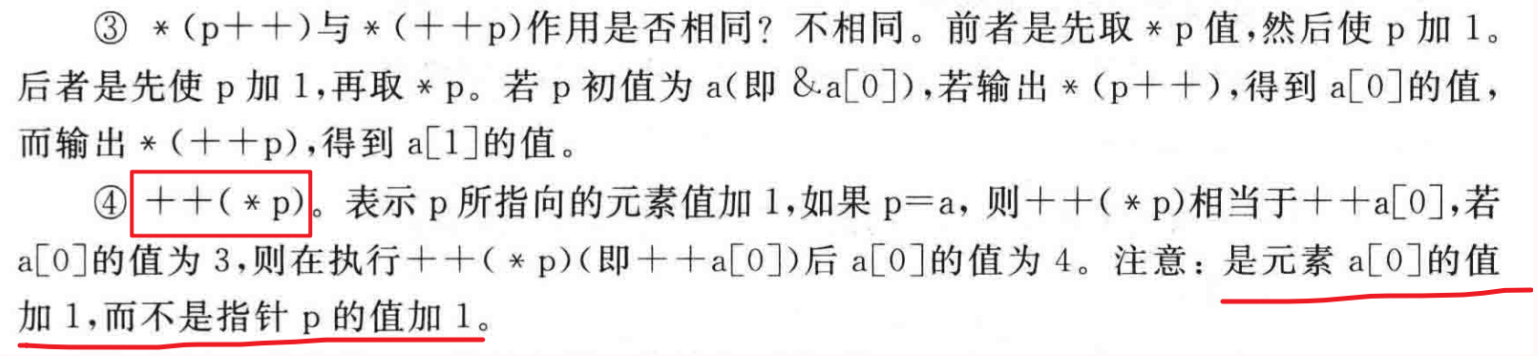 ③ *(p++)与*(++p)作用是否相同？不相同。前者是先取*p值,然后使p加1。
后者是先使p加1,再取*p。若p初值为a(即&a[0]),若输出*(p++),得到a[0]的值,
而输出*(++p),得到a[1]的值。
④ ++(*p)。表示p所指向的元素值加1,如果p=a, 则++(*p)相当于++a[0],若
a[0]的值为3,则在执行++(*p)(即++a[0])后a[0]的值为4。注意：是元素a[0]的值
加1,而不是指针p的值加1。